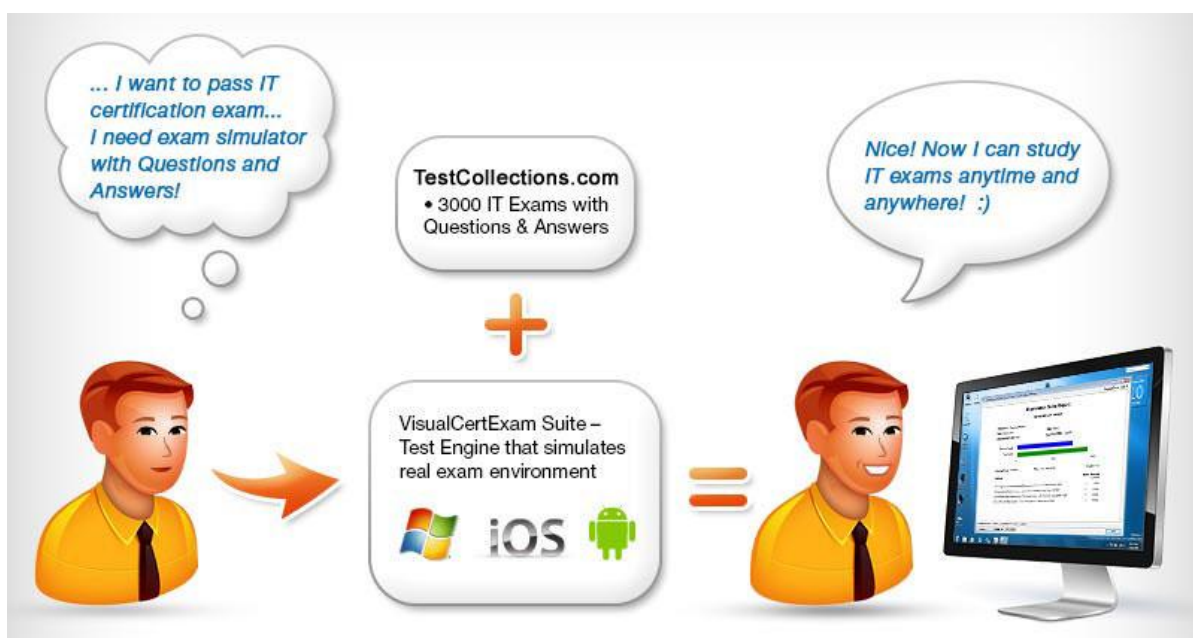 ... I want to pass IT
certification exam...
I need exam simulator
with Questions and
Answers!
TestCollections.com
• 3000 IT Exams with
Questions & Answers
VisualCertExam Suite –
Test Engine that simulates
real exam environment
iOS
Nice! Now I can study
IT exams anytime and
anywhere! :)